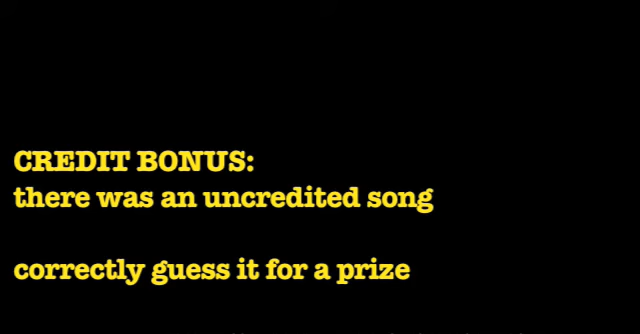 CREDIT BONUS:
there was an uncredited song
correctly guess it for a prize